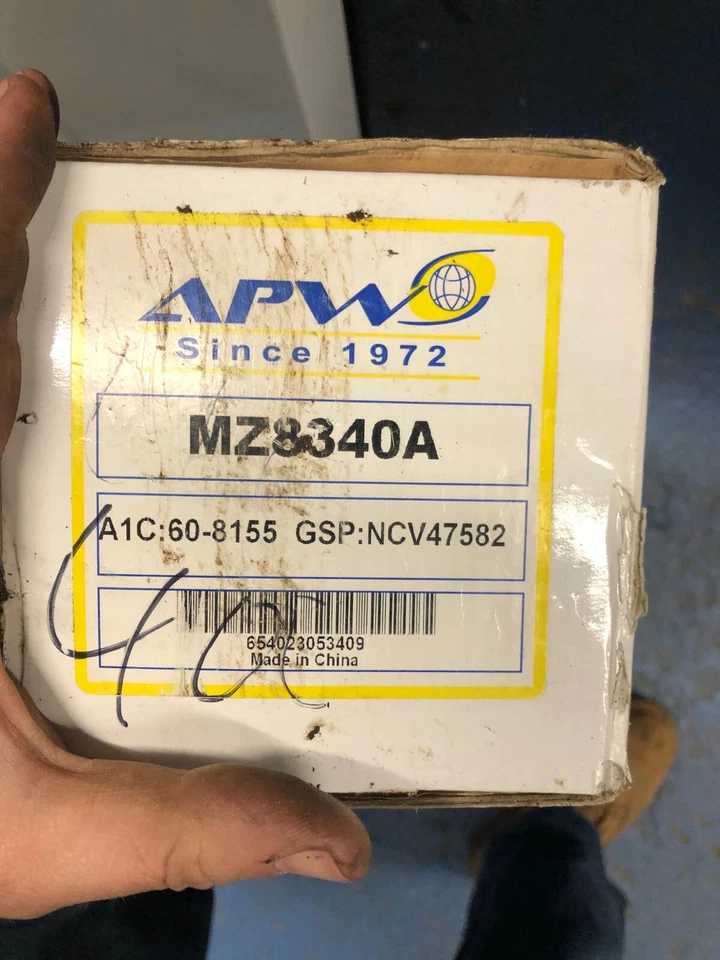 APW
Since 1972
MZ8340A
A1C:60-8155 GSP:NCV47582
654023053409
Made in China